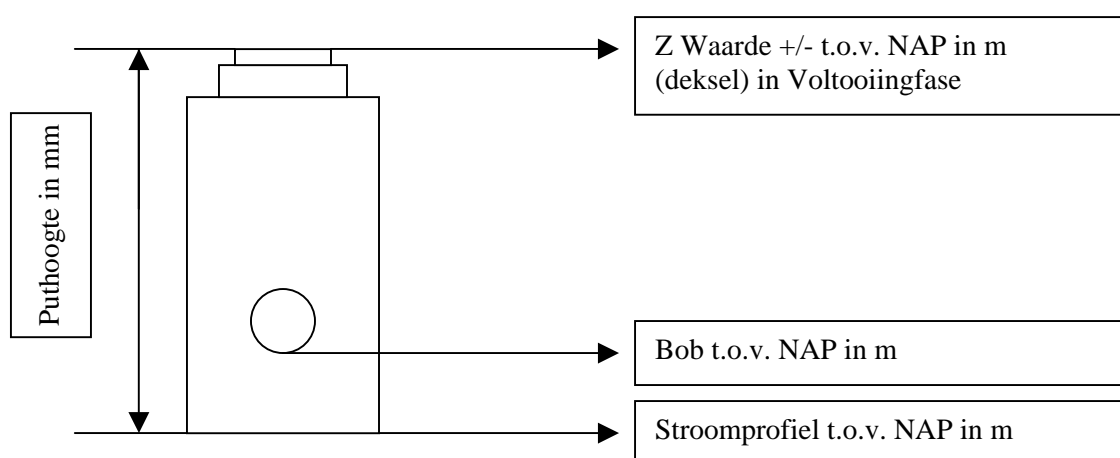 Z Waarde +/- t.o.v. NAP in m
(deksel) in Voltooiingfase
Puthoogte in mm
Bob t.o.v. NAP in m
Stroomprofiel t.o.v. NAP in m